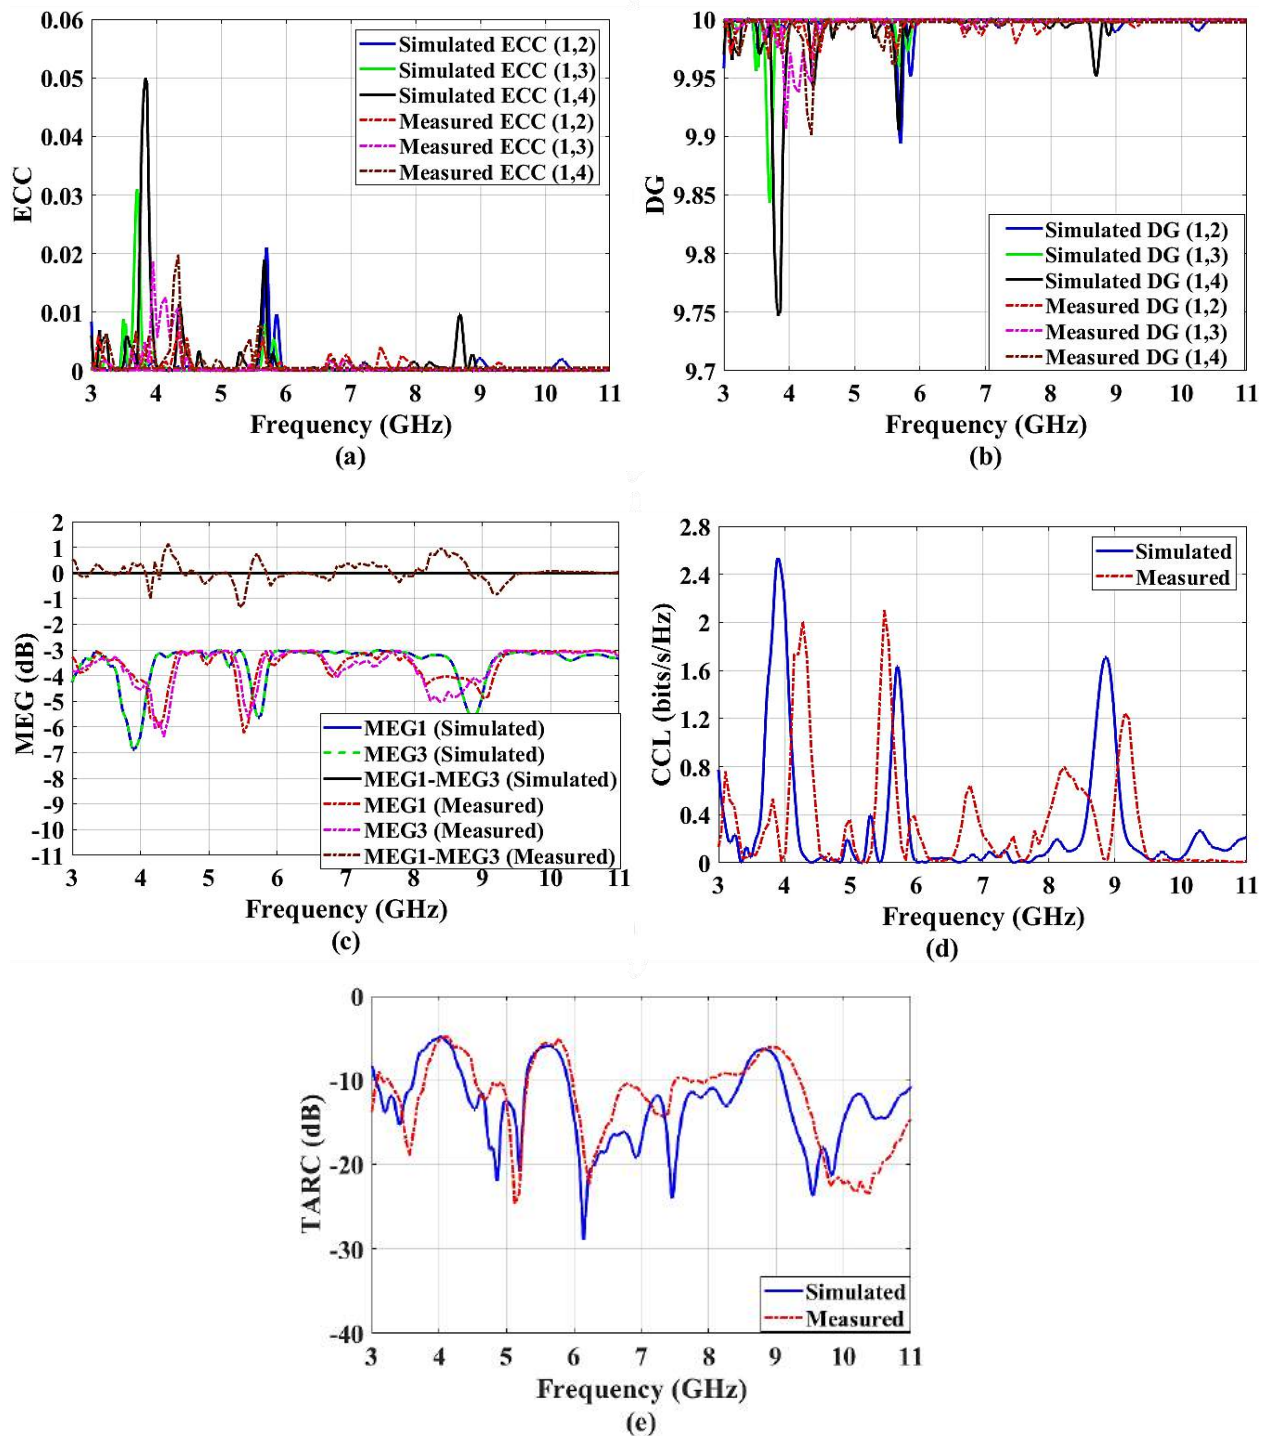 0.06
0.05
0.04
0.03
0.02
0.01
0
ECC
Simulated ECC (1,2)
Simulated ECC (1,3)
Simulated ECC (1,4)
Measured ECC (1,2)
Measured ECC (1,3)
Measured ECC (1,4)
3 4 5 6 7 8 9 10 11
Frequency (GHz)
(a)
10
9.95
9.9
9.85
9.8
9.75
9.7
DG
Simulated DG (1,2)
Simulated DG (1,3)
Simulated DG (1,4)
Measured DG (1,2)
Measured DG (1,3)
Measured DG (1,4)
3 4 5 6 7 8 9 10 11
Frequency (GHz)
(b)
2
1
0
-1
-2
-3
-4
-5
-6
-7
-8
-9
-10
-11
MEG (dB)
MEG1 (Simulated)
MEG3 (Simulated)
MEG1-MEG3 (Simulated)
MEG1 (Measured)
MEG3 (Measured)
MEG1-MEG3 (Measured)
3 4 5 6 7 8 9 10 11
Frequency (GHz)
(c)
2.8
2.4
2
1.6
1.2
0.8
0.4
0
CCL (bits/s/Hz)
Simulated
Measured
3 4 5 6 7 8 9 10 11
Frequency (GHz)
(d)
0
-10
-20
-30
-40
TARC (dB)
Simulated
Measured
3 4 5 6 7 8 9 10 11
Frequency (GHz)
(e)